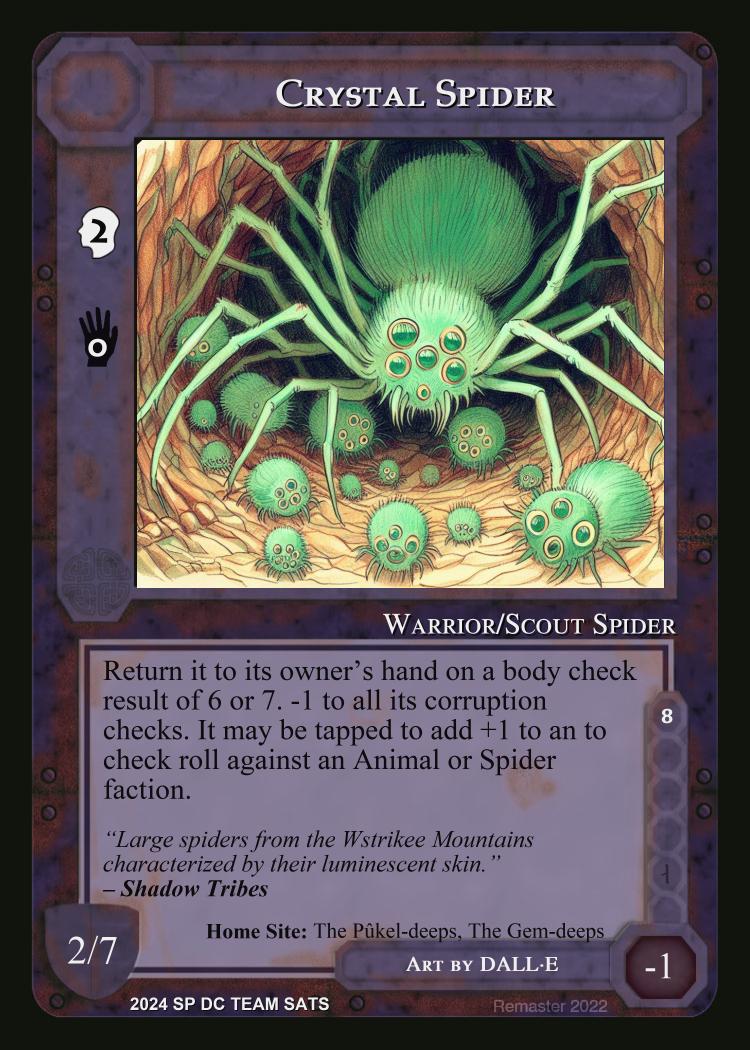 Crystal Spider
2
0
Warrior/Scout Spider
Return it to its owner’s hand on a body check
result of 6 or 7. -1 to all its corruption
checks. It may be tapped to add +1 to an to
check roll against an Animal or Spider
faction.
8
“Large spiders from the Wstrikee Mountains
characterized by their luminescent skin.”
– Shadow Tribes
Home Site: The Pûkel-deeps, The Gem-deeps
2/7
Art by DALL·E
-1
2024 SP DC TEAM SATS
Remaster 2022